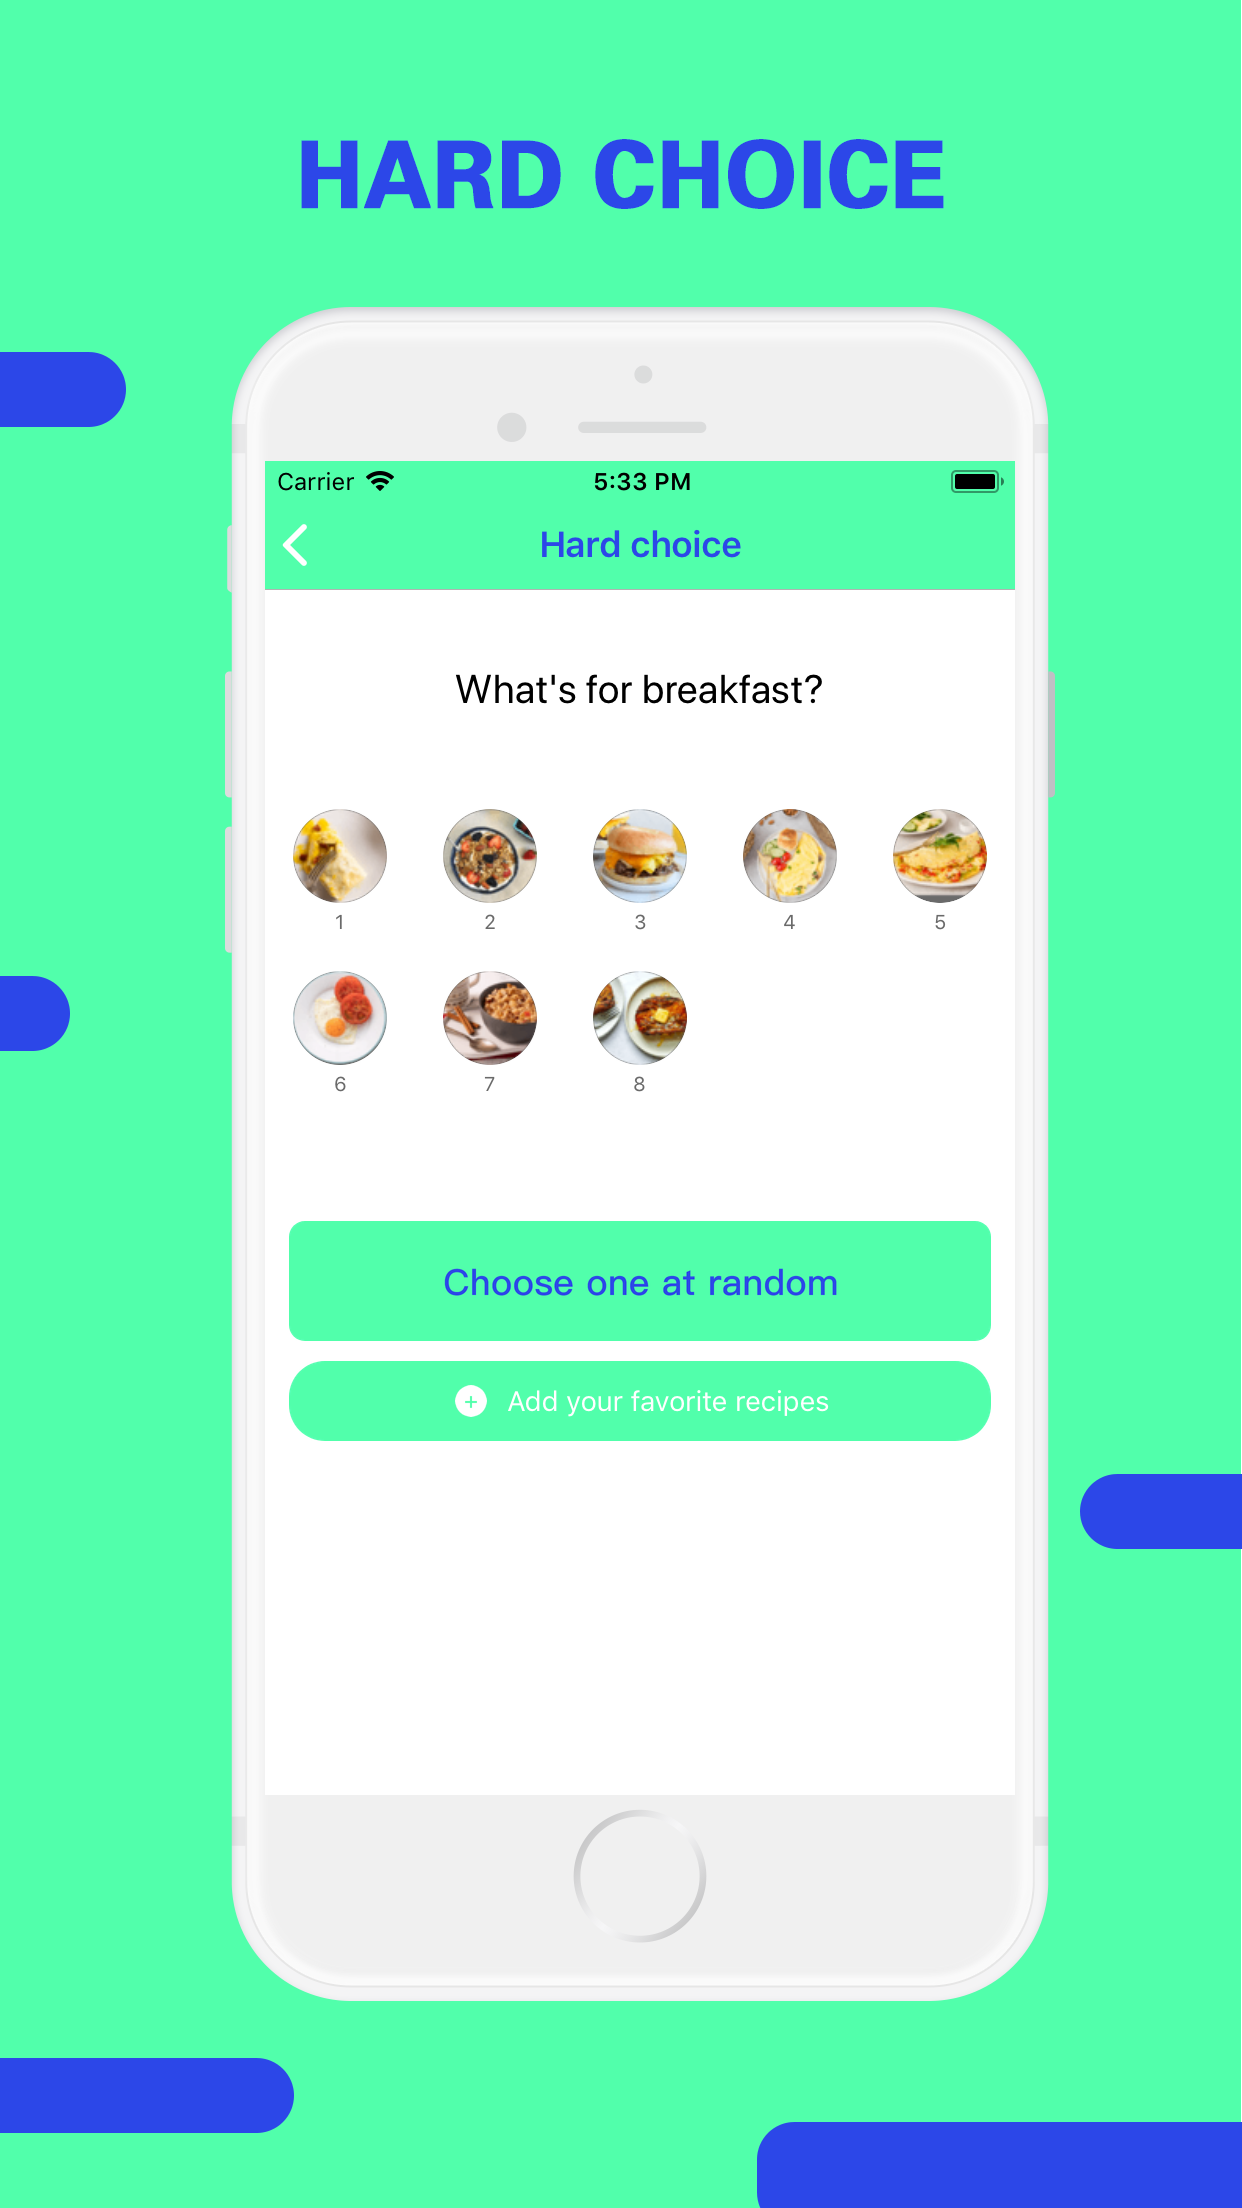 HARD CHOICE
Carrier 5:33 PM
Hard choice
What's for breakfast?
1 2 3 4 5
6 7 8
Choose one at random
Add your favorite recipes